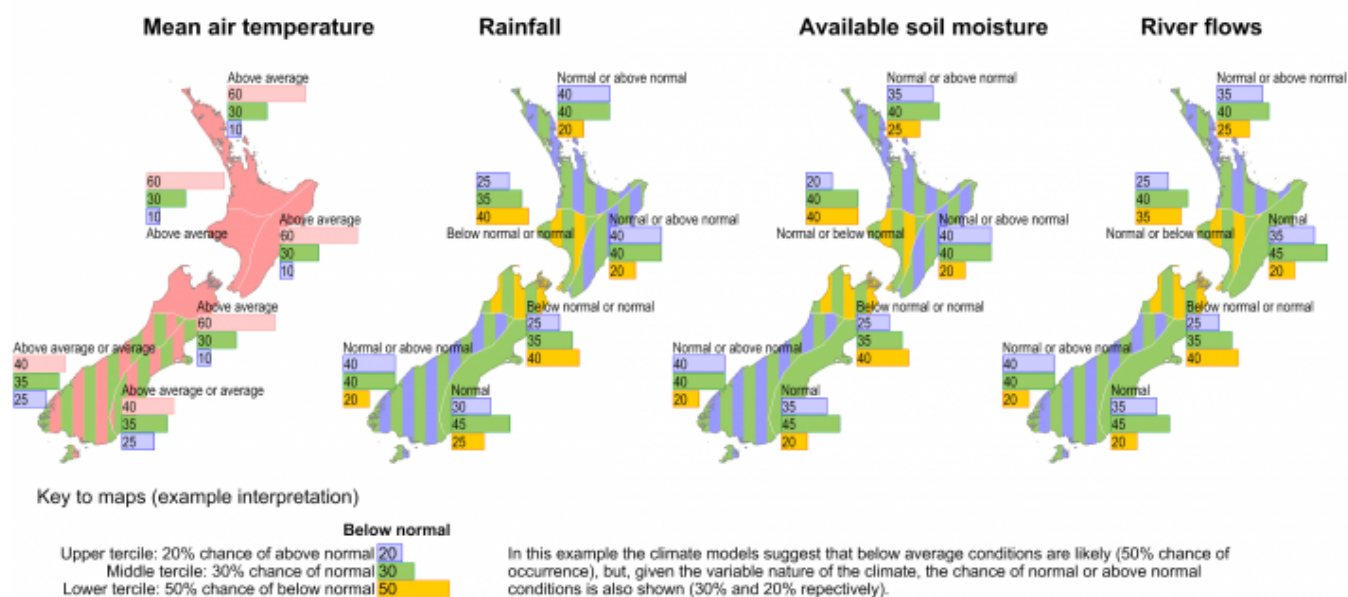 Mean air temperature
Rainfall
Available soil moisture
River flows
Above average
60
30
10
60
30
10
Above average
Above average
60
30
10
Above average
60
30
10
Above average or average
40
35
25
Above average or average
40
35
25
Normal or above normal
40
40
20
25
35
40
Below normal or normal
Normal or above normal
40
40
20
Below normal or normal
25
35
40
Normal or above normal
40
40
20
Normal
30
45
25
Normal or above normal
35
40
25
20
40
40
Normal or below normal
Normal or above normal
40
40
20
Below normal or normal
25
35
40
Normal or above normal
40
40
20
Normal
35
45
20
Normal or above normal
35
40
25
25
40
35
Normal or below normal
Normal
35
45
20
Below normal or normal
25
35
40
Normal or above normal
40
40
20
Normal
35
45
20
Key to maps (example interpretation)
Below normal
Upper tercile: 20% chance of above normal 20
Middle tercile: 30% chance of normal 30
Lower tercile: 50% chance of below normal 50
In this example the climate models suggest that below average conditions are likely (50% chance of
occurrence), but, given the variable nature of the climate, the chance of normal or above normal
conditions is also shown (30% and 20% repectively).